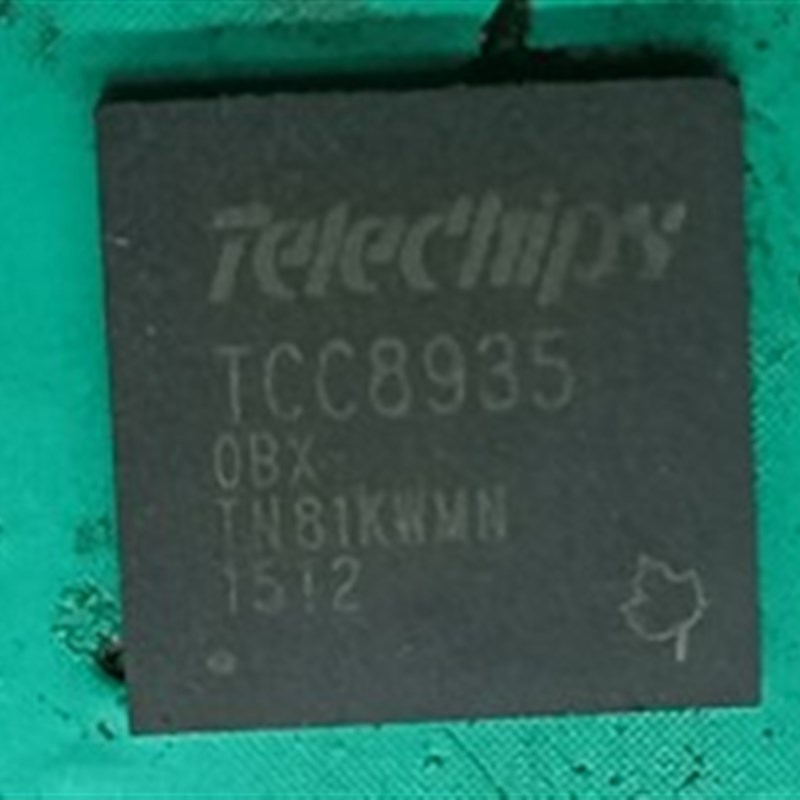 Telechips
TCC8935
0BX
TN81KWMN
1512